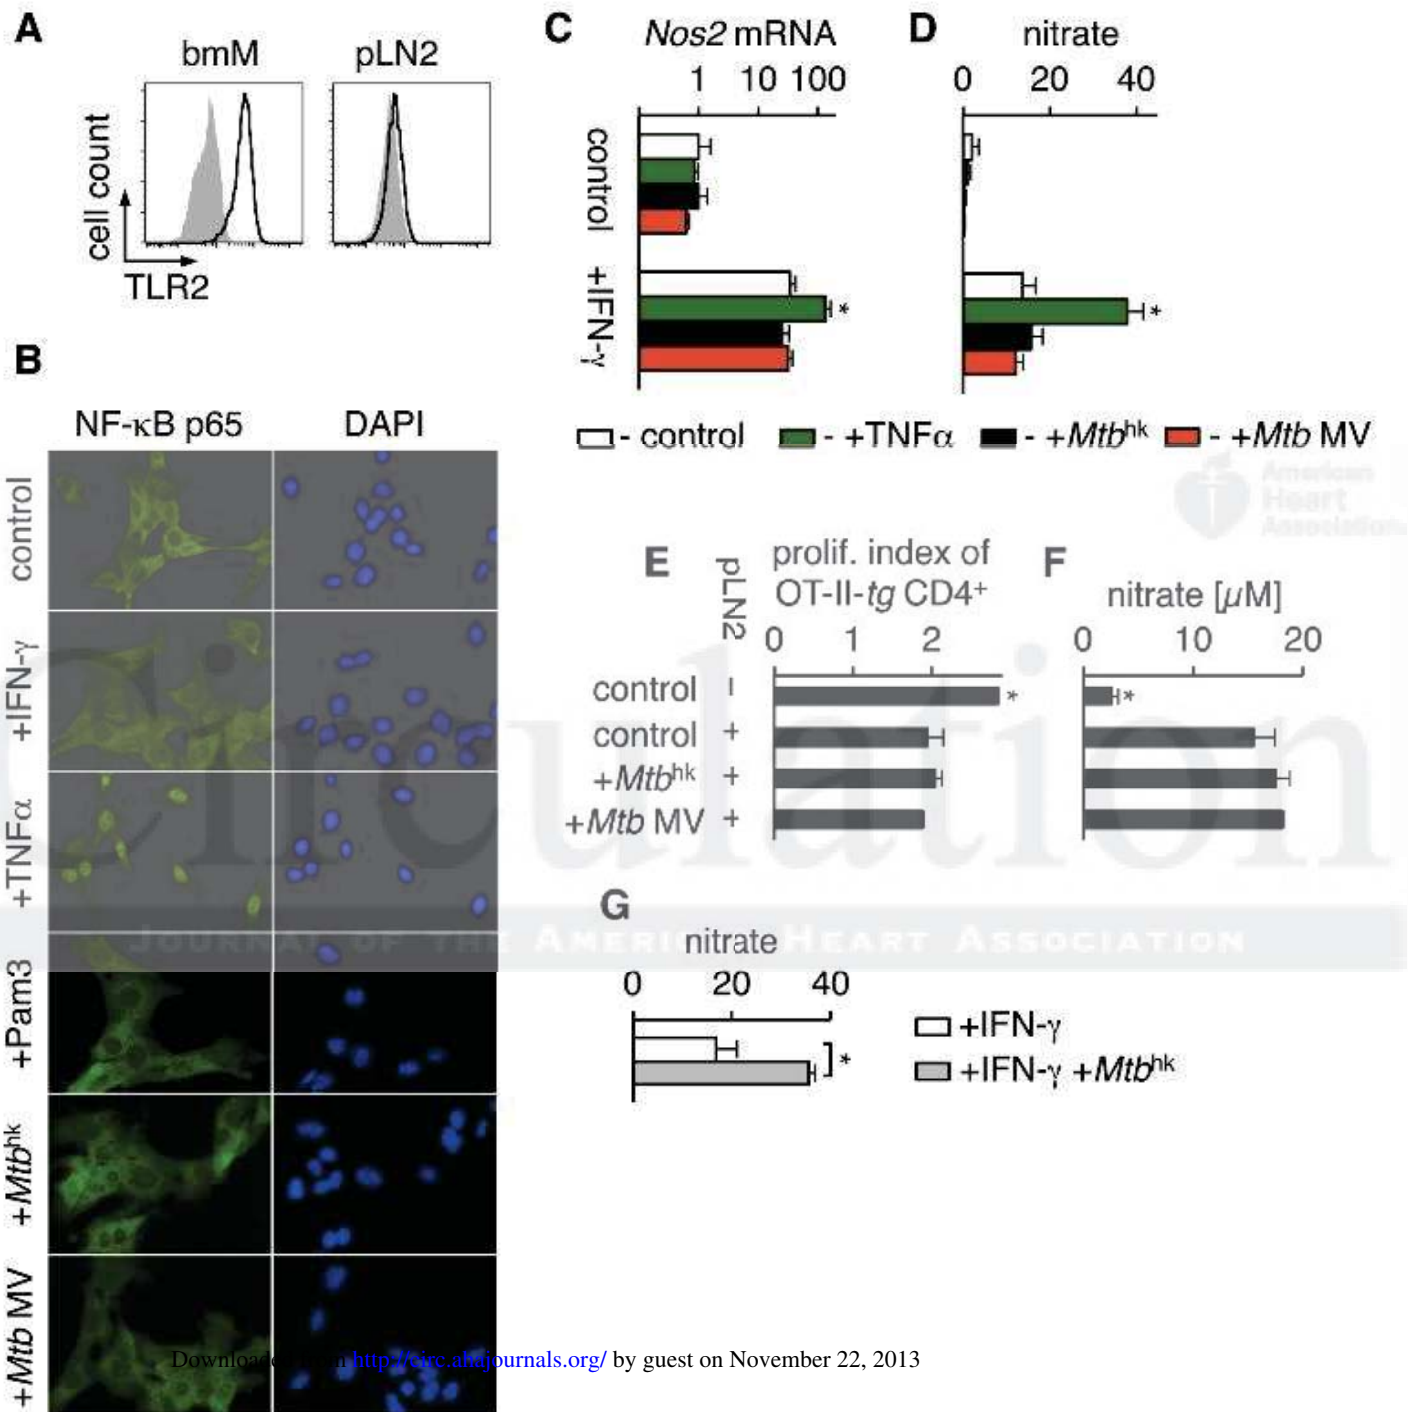 A
bmM
pLN2
cell count
TLR2
B
NF-κB p65
DAPI
control
+IFN-γ
+TNFα
+Pam3
+Mtbhk
+Mtb MV
C
Nos2 mRNA
1 10 100
control
+IFN-γ
*
D
nitrate
0 20 40
*
- control - +TNFα - +Mtbhk - +Mtb MV
American
Heart
Association
E
pLN2
prolif. index of
OT-II-tg CD4+
0 1 2
control - *
control +
+Mtbhk +
+Mtb MV +
F
nitrate [µM]
0 10 20
*
Circulation
JOURNAL OF THE AMERICAN HEART ASSOCIATION
G
nitrate
0 20 40
*
+IFN-γ
+IFN-γ +Mtbhk
Downloaded from http://circ.ahajournals.org/ by guest on November 22, 2013